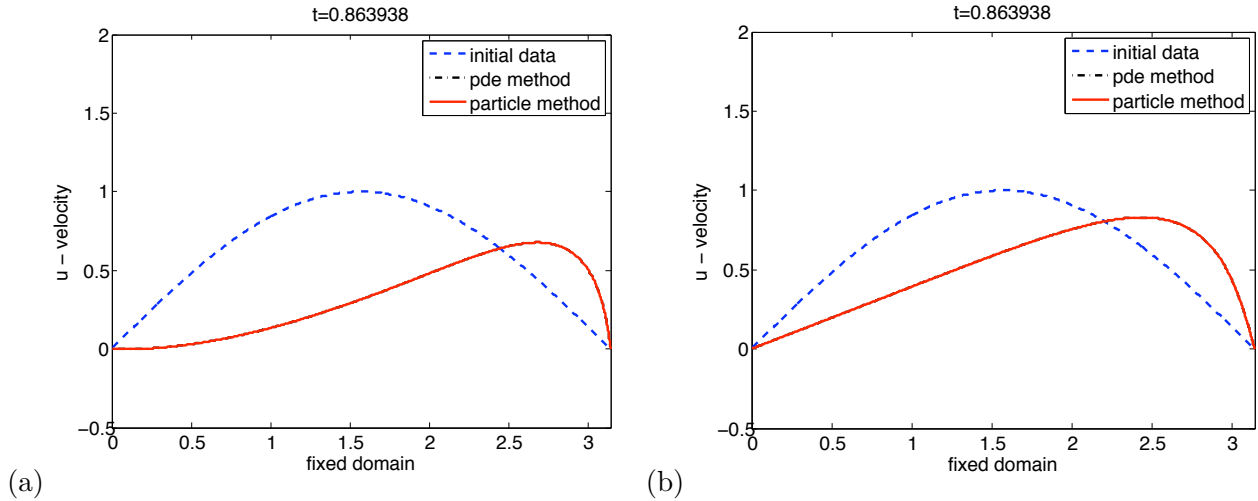 t=0.863938
2
1.5
1
0.5
0
−0.5
0
0.5
1
1.5
2
2.5
3
u - velocity
fixed domain
initial data
pde method
particle method
(a)
t=0.863938
2
1.5
1
0.5
0
−0.5
0
0.5
1
1.5
2
2.5
3
u - velocity
fixed domain
initial data
pde method
particle method
(b)